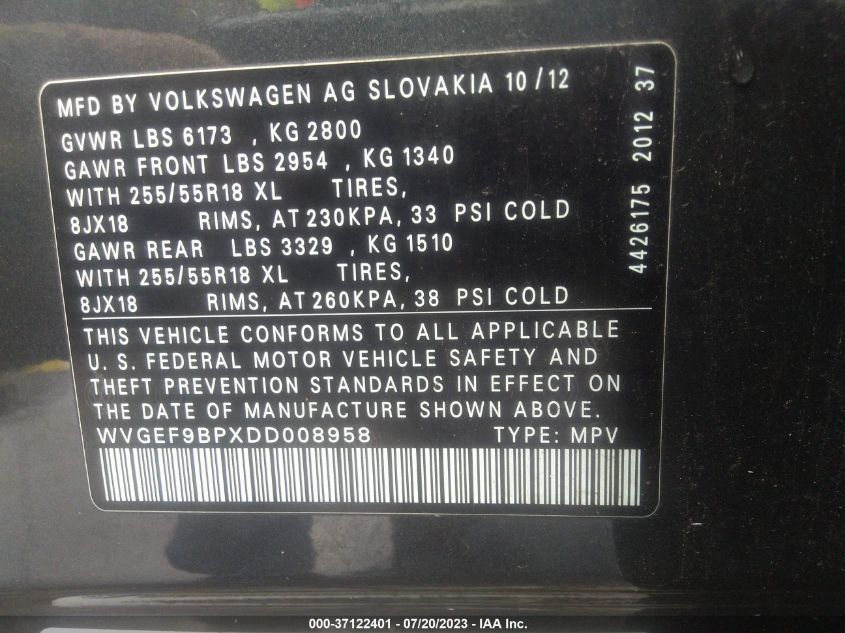 MFD BY VOLKSWAGEN AG SLOVAKIA 10/12
GVWR LBS 6173 , KG 2800
GAWR FRONT LBS 2954 , KG 1340
WITH 255/55R18 XL TIRES,
8JX18 RIMS, AT 230KPA, 33 PSI COLD
GAWR REAR LBS 3329 , KG 1510
WITH 255/55R18 XL TIRES,
8JX18 RIMS, AT 260KPA, 38 PSI COLD
THIS VEHICLE CONFORMS TO ALL APPLICABLE
U. S. FEDERAL MOTOR VEHICLE SAFETY AND
THEFT PREVENTION STANDARDS IN EFFECT ON
THE DATE OF MANUFACTURE SHOWN ABOVE.
WVGEF9BPXDD008958 TYPE: MPV
4426175 2012 37
000-37122401 - 07/20/2023 - IAA Inc.